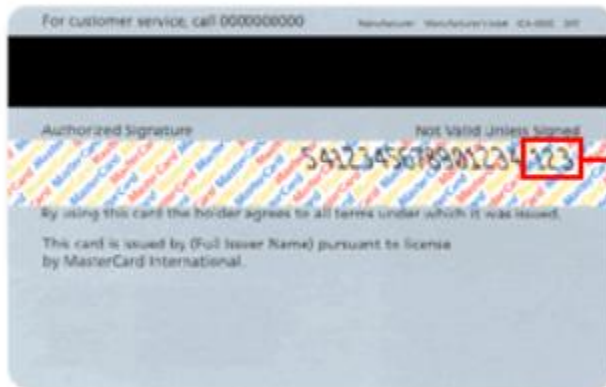 For customer service, call 0000000000
Authorized Signature Not Valid Unless Signed
5412345678901234 123
By using this card the holder agrees to all terms under which it was issued.
This card is issued by (Full Issuer Name) pursuant to license
by MasterCard International.